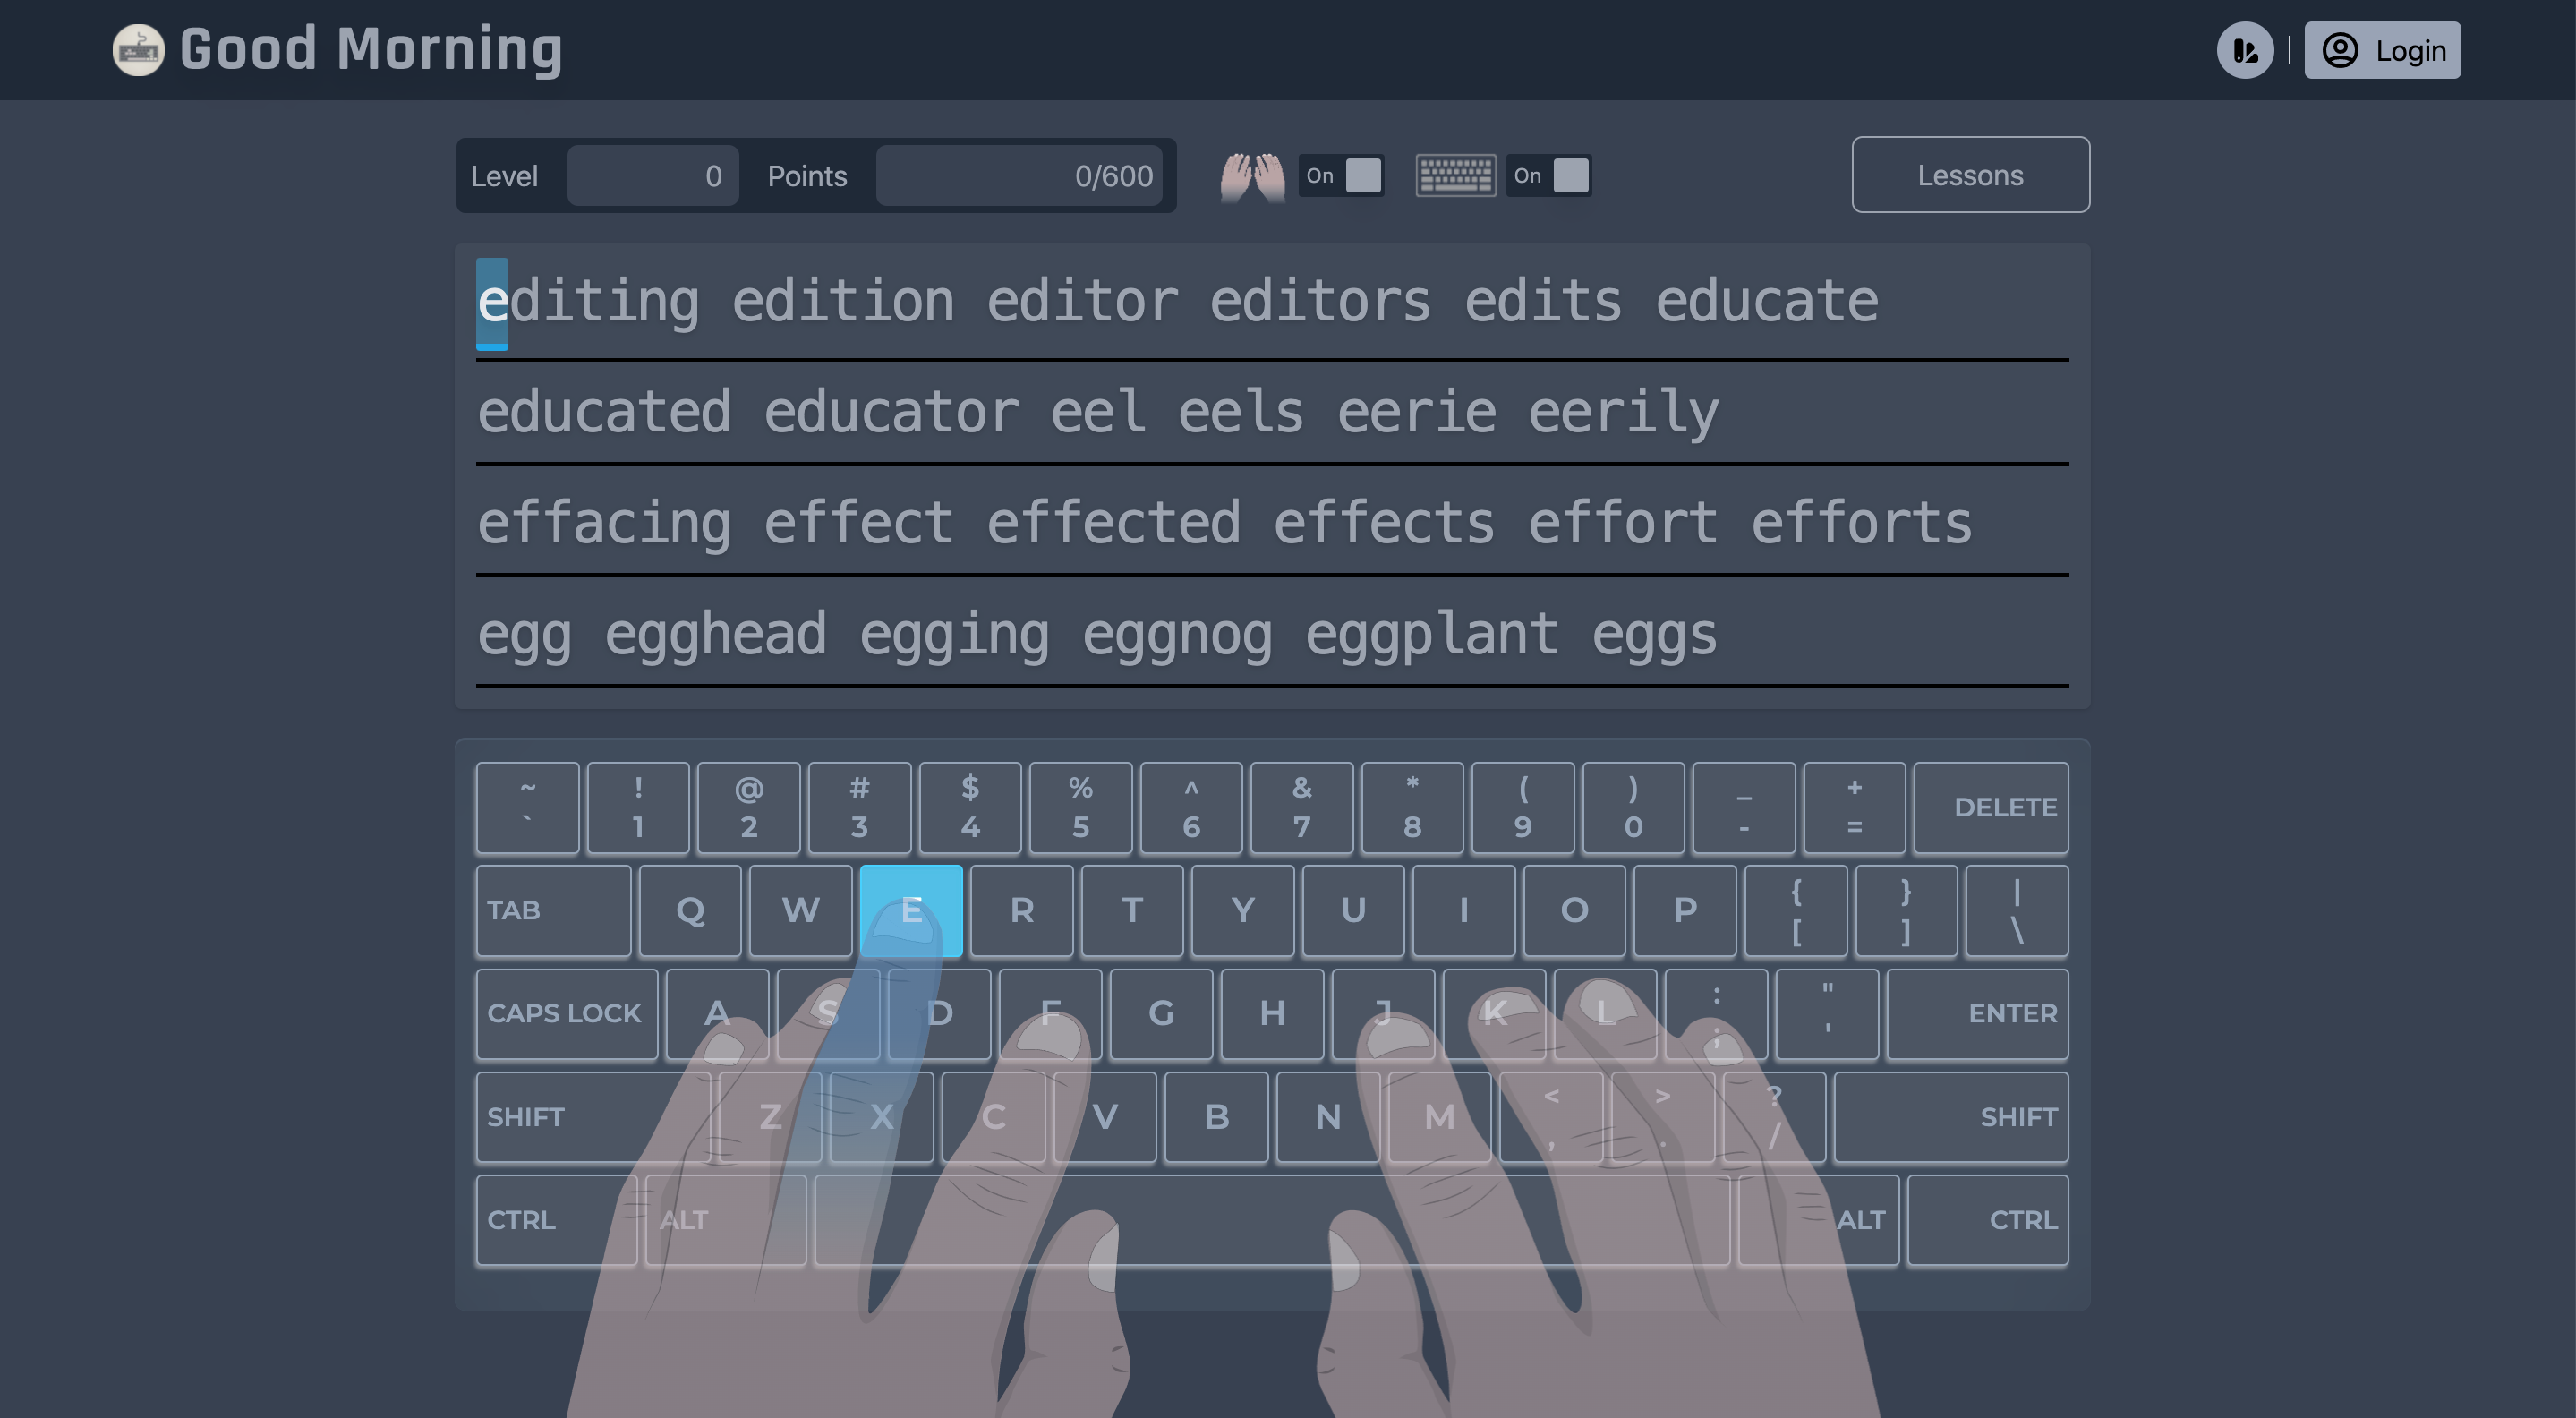 Good Morning
Login
Level 0 Points 0/600 On On Lessons
editing edition editor editors edits educate
educated educator eel eels eerie eerily
effacing effect effected effects effort efforts
egg egghead egging eggnog eggplant eggs
~ ! @ # $ % ^ & * ( ) _ +
` 1 2 3 4 5 6 7 8 9 0 - = DELETE
TAB Q W E R T Y U I O P { [ } ] | \
CAPS LOCK A S D F G H J K L : ; " ' ENTER
SHIFT Z X C V B N M < , > . ? / SHIFT
CTRL ALT ALT CTRL